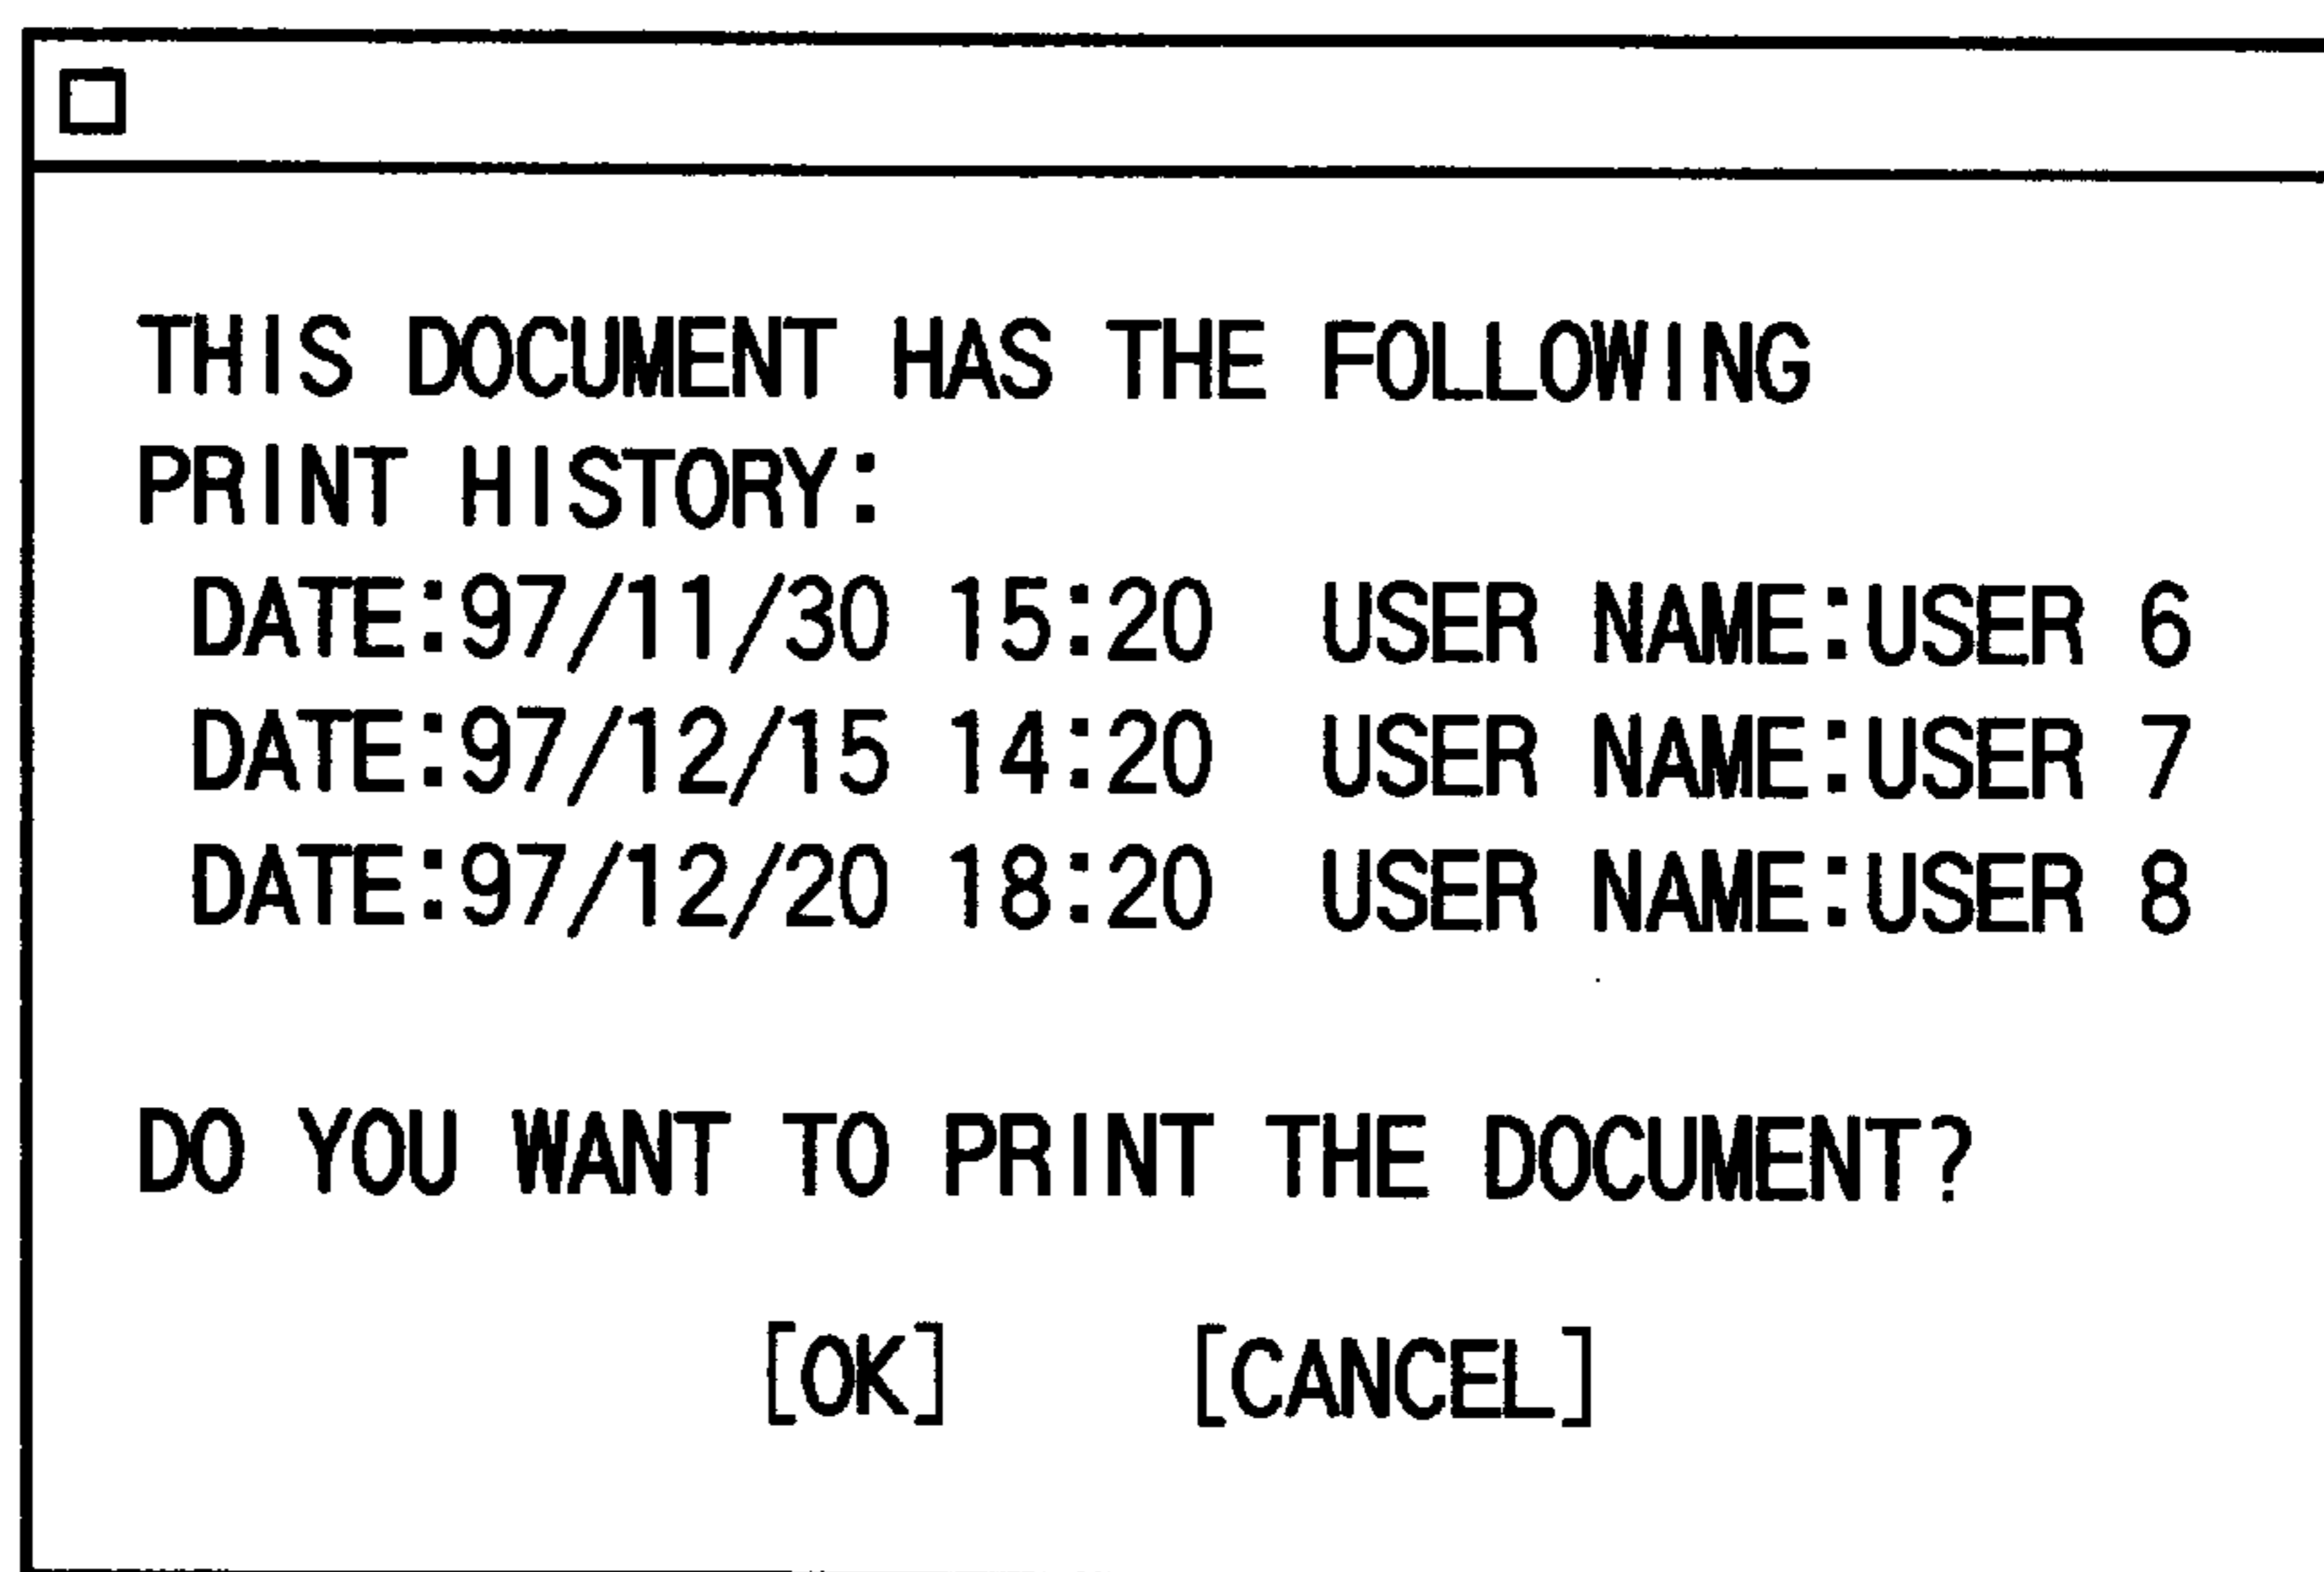 THIS DOCUMENT HAS THE FOLLOWING
PRINT HISTORY:
DATE:97/11/30 15:20 USER NAME:USER 6
DATE:97/12/15 14:20 USER NAME:USER 7
DATE:97/12/20 18:20 USER NAME:USER 8
DO YOU WANT TO PRINT THE DOCUMENT?
[OK] [CANCEL]